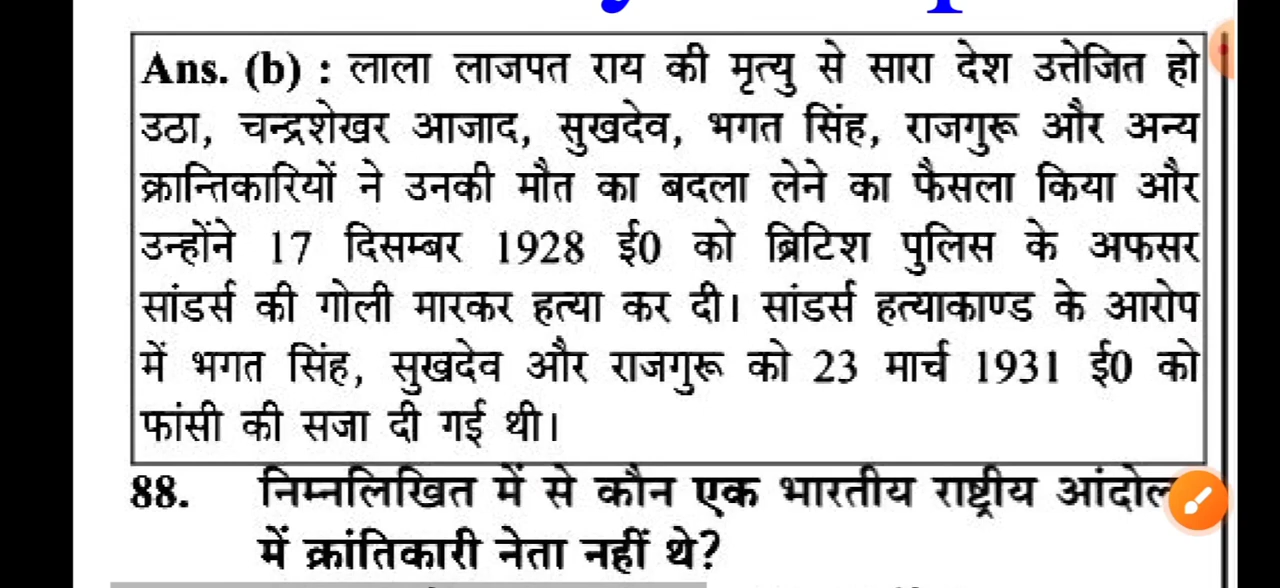 Ans. (b) : लाला लाजपत राय की मृत्यु से सारा देश उत्तेजित हो
उठा, चन्द्रशेखर आजाद, सुखदेव, भगत सिंह, राजगुरू और अन्य
क्रान्तिकारियों ने उनकी मौत का बदला लेने का फैसला किया और
उन्होंने 17 दिसम्बर 1928 ई0 को ब्रिटिश पुलिस के अफसर
सांडर्स की गोली मारकर हत्या कर दी। सांडर्स हत्याकाण्ड के आरोप
में भगत सिंह, सुखदेव और राजगुरू को 23 मार्च 1931 ई0 को
फांसी की सजा दी गई थी।
88. निम्नलिखित में से कौन एक भारतीय राष्ट्रीय
में क्रांतिकारी नेता नहीं थे?